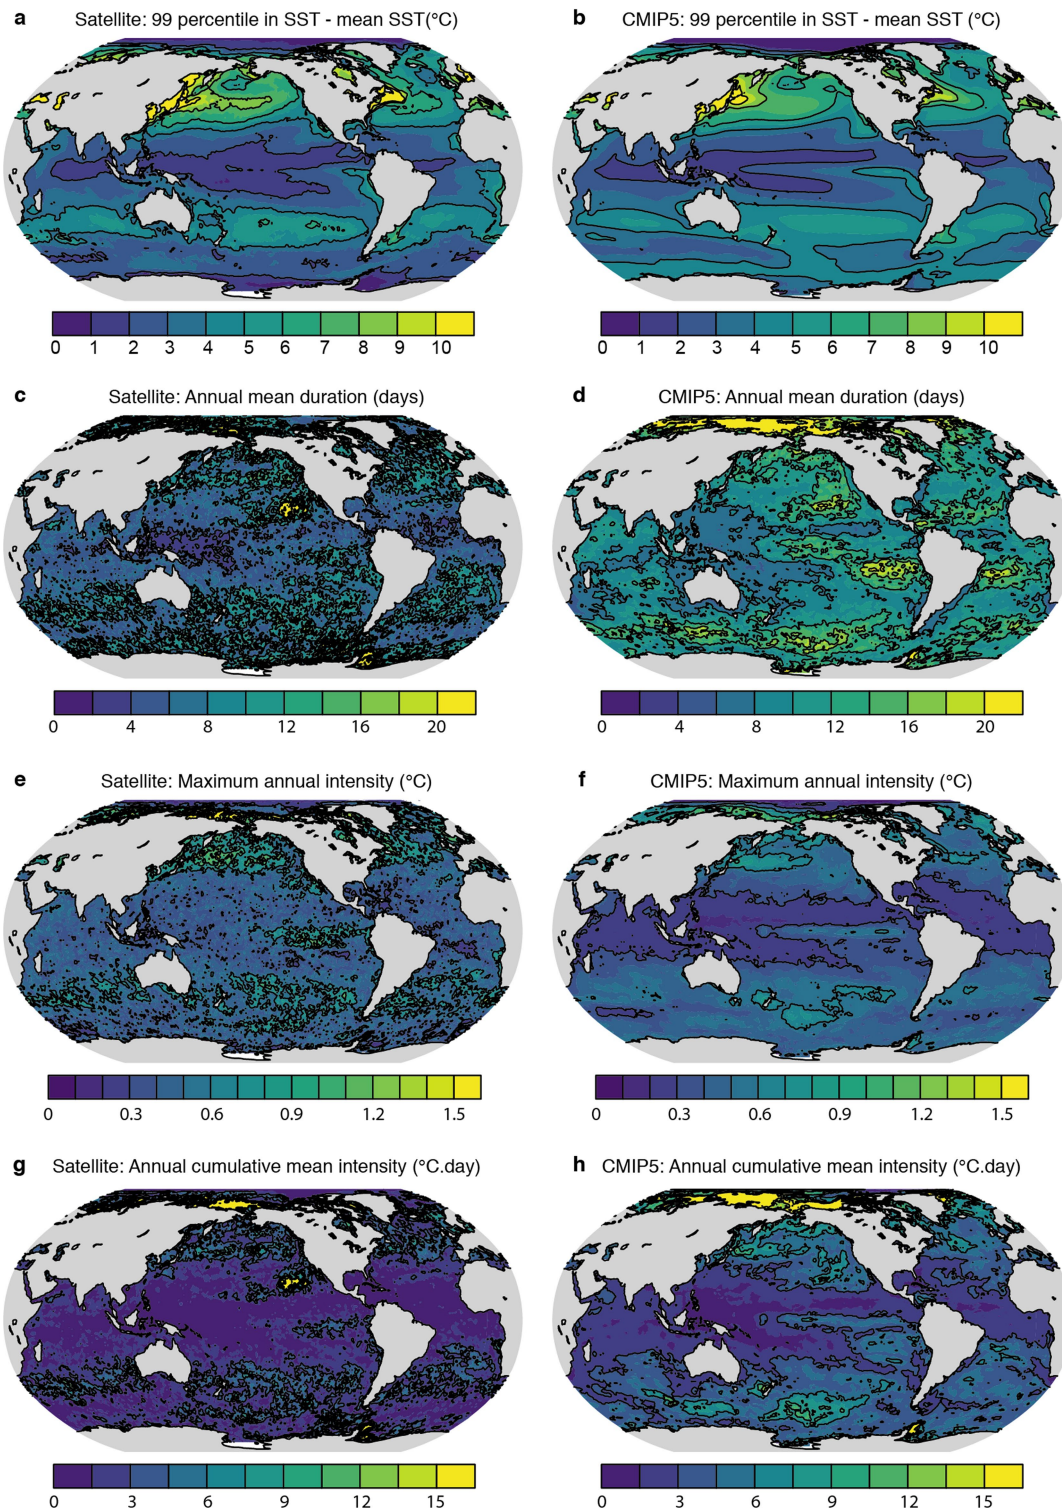 a Satellite: 99 percentile in SST - mean SST(°C)
b CMIP5: 99 percentile in SST - mean SST (°C)
0 1 2 3 4 5 6 7 8 9 10
0 1 2 3 4 5 6 7 8 9 10
c Satellite: Annual mean duration (days)
d CMIP5: Annual mean duration (days)
0 4 8 12 16 20
0 4 8 12 16 20
e Satellite: Maximum annual intensity (°C)
f CMIP5: Maximum annual intensity (°C)
0 0.3 0.6 0.9 1.2 1.5
0 0.3 0.6 0.9 1.2 1.5
g Satellite: Annual cumulative mean intensity (°C.day)
h CMIP5: Annual cumulative mean intensity (°C.day)
0 3 6 9 12 15
0 3 6 9 12 15